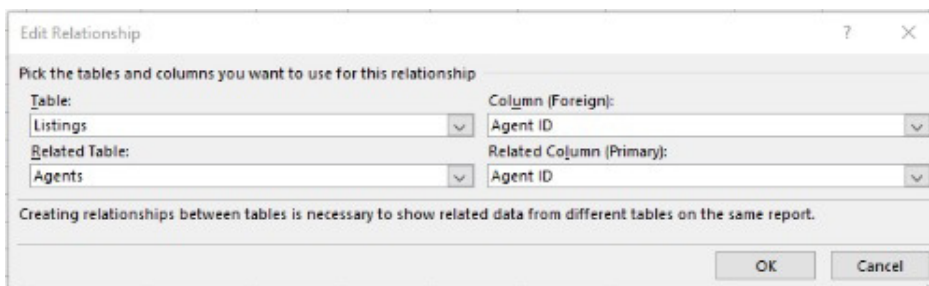 Edit Relationship ? ×
Pick the tables and columns you want to use for this relationship
Table: Column (Foreign):
Listings Agent ID
Related Table: Related Column (Primary):
Agents Agent ID
Creating relationships between tables is necessary to show related data from different tables on the same report.
OK Cancel